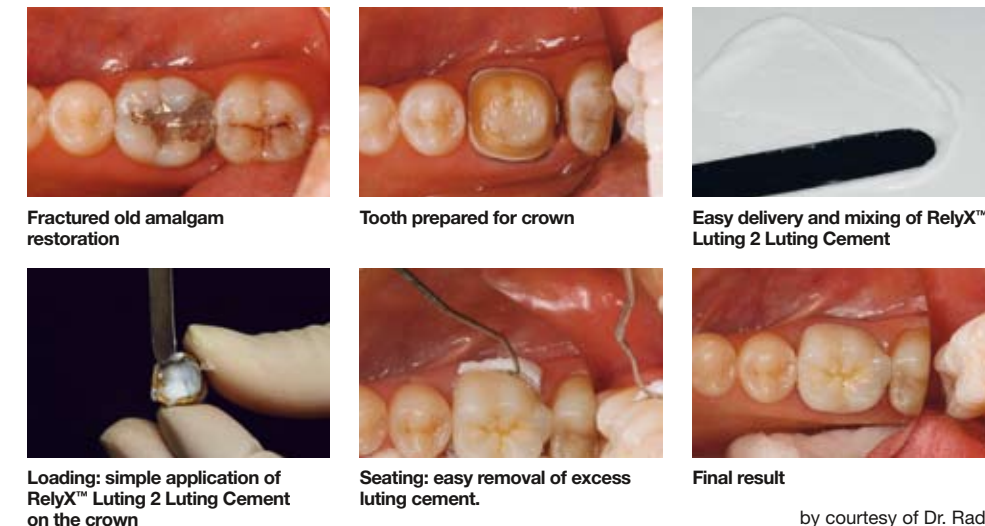 Fractured old amalgam
restoration
Tooth prepared for crown
Easy delivery and mixing of RelyX™
Luting 2 Luting Cement
Loading: simple application of
RelyX™ Luting 2 Luting Cement
on the crown
Seating: easy removal of excess
luting cement.
Final result
by courtesy of Dr. Rad